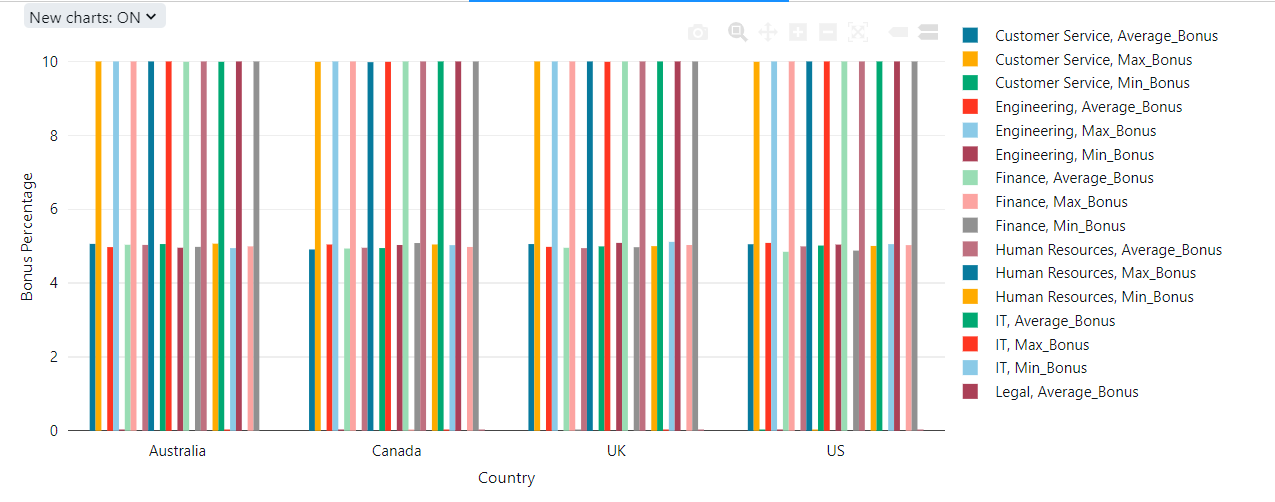 New charts: ON
10
8
6
4
2
0
Bonus Percentage
Australia
Canada
UK
US
Country
Customer Service, Average_Bonus
Customer Service, Max_Bonus
Customer Service, Min_Bonus
Engineering, Average_Bonus
Engineering, Max_Bonus
Engineering, Min_Bonus
Finance, Average_Bonus
Finance, Max_Bonus
Finance, Min_Bonus
Human Resources, Average_Bonus
Human Resources, Max_Bonus
Human Resources, Min_Bonus
IT, Average_Bonus
IT, Max_Bonus
IT, Min_Bonus
Legal, Average_Bonus